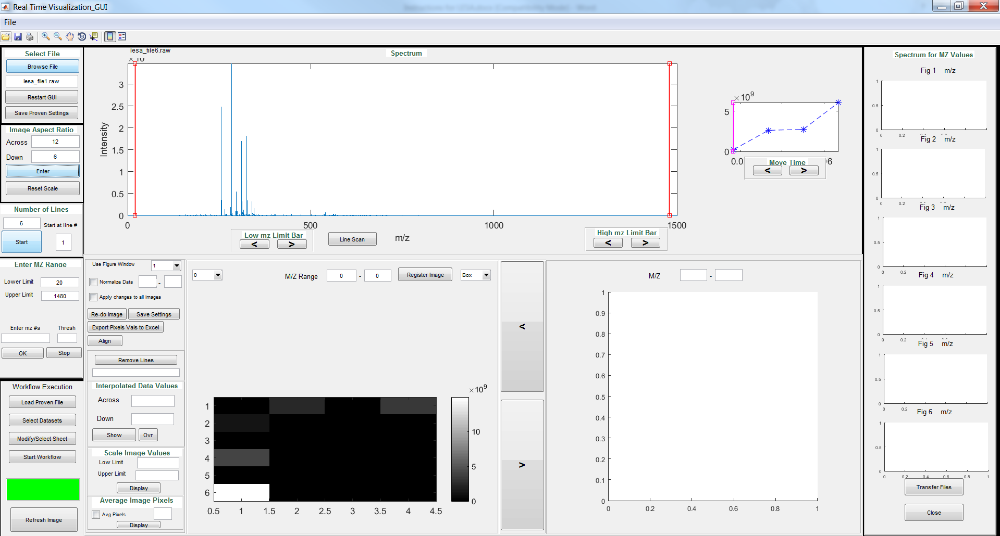 Real Time Visualization_GUI
File
Select File
Browse File
lesa_file1.raw
Restart GUI
Save Proven Settings
Image Aspect Ratio
Across 12
Down 6
Enter
Reset Scale
Number of Lines
6 Start at line #
Start 1
Enter MZ Range
Lower Limit 20
Upper Limit 1480
Enter mz #s Thresh
OK Stop
Workflow Execution
Load Proven File
Select Datasets
Modify/Select Sheet
Start Workflow
Refresh Image
lesa_file6.raw
Spectrum
× 10
3
2.5
2
1.5
1
0.5
0
Intensity
0 500 1000 1500
m/z
Low mz Limit Bar
< >
Line Scan
High mz Limit Bar
< >
× 10^9
5
0
Move Time
< >
Use Figure Window 1
Normalize Data -
Apply changes to all images
Re-do Image Save Settings
Export Pixels Vals to Excel
Align
Remove Lines
Interpolated Data Values
Across
Down
Show Ovr
Scale Image Values
Low Limit
Upper Limit
Display
Average Image Pixels
Avg Pixels
Display
0 M/Z Range 0 - 0 Register Image Box
1
2
3
4
5
6
0.5 1 1.5 2 2.5 3 3.5 4 4.5
× 10^9
10
5
0
<
>
M/Z -
1
0.9
0.8
0.7
0.6
0.5
0.4
0.3
0.2
0.1
0
0 0.2 0.4 0.6 0.8 1
Spectrum for MZ Values
Fig 1 m/z
1
0.5
0
0 0.2
Fig 2 m/z
1
0.5
0
0 0.2
Fig 3 m/z
1
0.5
0
0 0.2
Fig 4 m/z
1
0.5
0
0 0.2
Fig 5 m/z
1
0.5
0
0 0.2
Fig 6 m/z
1
0.5
0
0 0.2 0.4 0.6 0.8 1
Transfer Files
Close